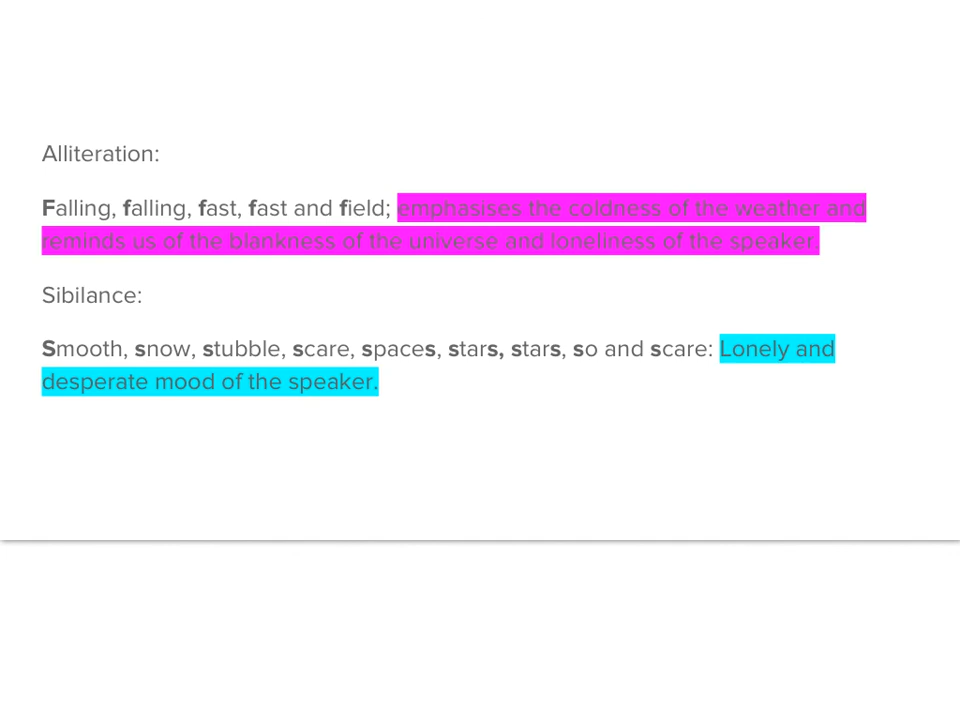 Alliteration:
Falling, falling, fast, fast and field; emphasises the coldness of the weather and
reminds us of the blankness of the universe and loneliness of the speaker.
Sibilance:
Smooth, snow, stubble, scare, spaces, stars, stars, so and scare: Lonely and
desperate mood of the speaker.